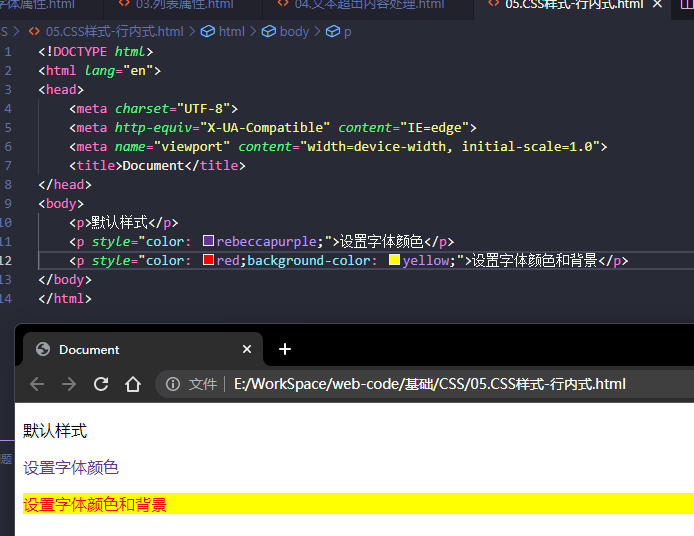 字体属性.html 03.列表属性.html 04.文本超出内容处理.html 05.CSS样式-行内式.html
SS > 05.CSS样式-行内式.html > html > body > p
1 <!DOCTYPE html>
2 <html lang="en">
3 <head>
4 <meta charset="UTF-8">
5 <meta http-equiv="X-UA-Compatible" content="IE=edge">
6 <meta name="viewport" content="width=device-width, initial-scale=1.0">
7 <title>Document</title>
8 </head>
9 <body>
10 <p>默认样式</p>
11 <p style="color: rebeccapurple;">设置字体颜色</p>
12 <p style="color: red;background-color: yellow;">设置字体颜色和背景</p>
13 </body>
14 </html>
Document
文件 E:/WorkSpace/web-code/基础/CSS/05.CSS样式-行内式.html
默认样式
题 设置字体颜色
设置字体颜色和背景